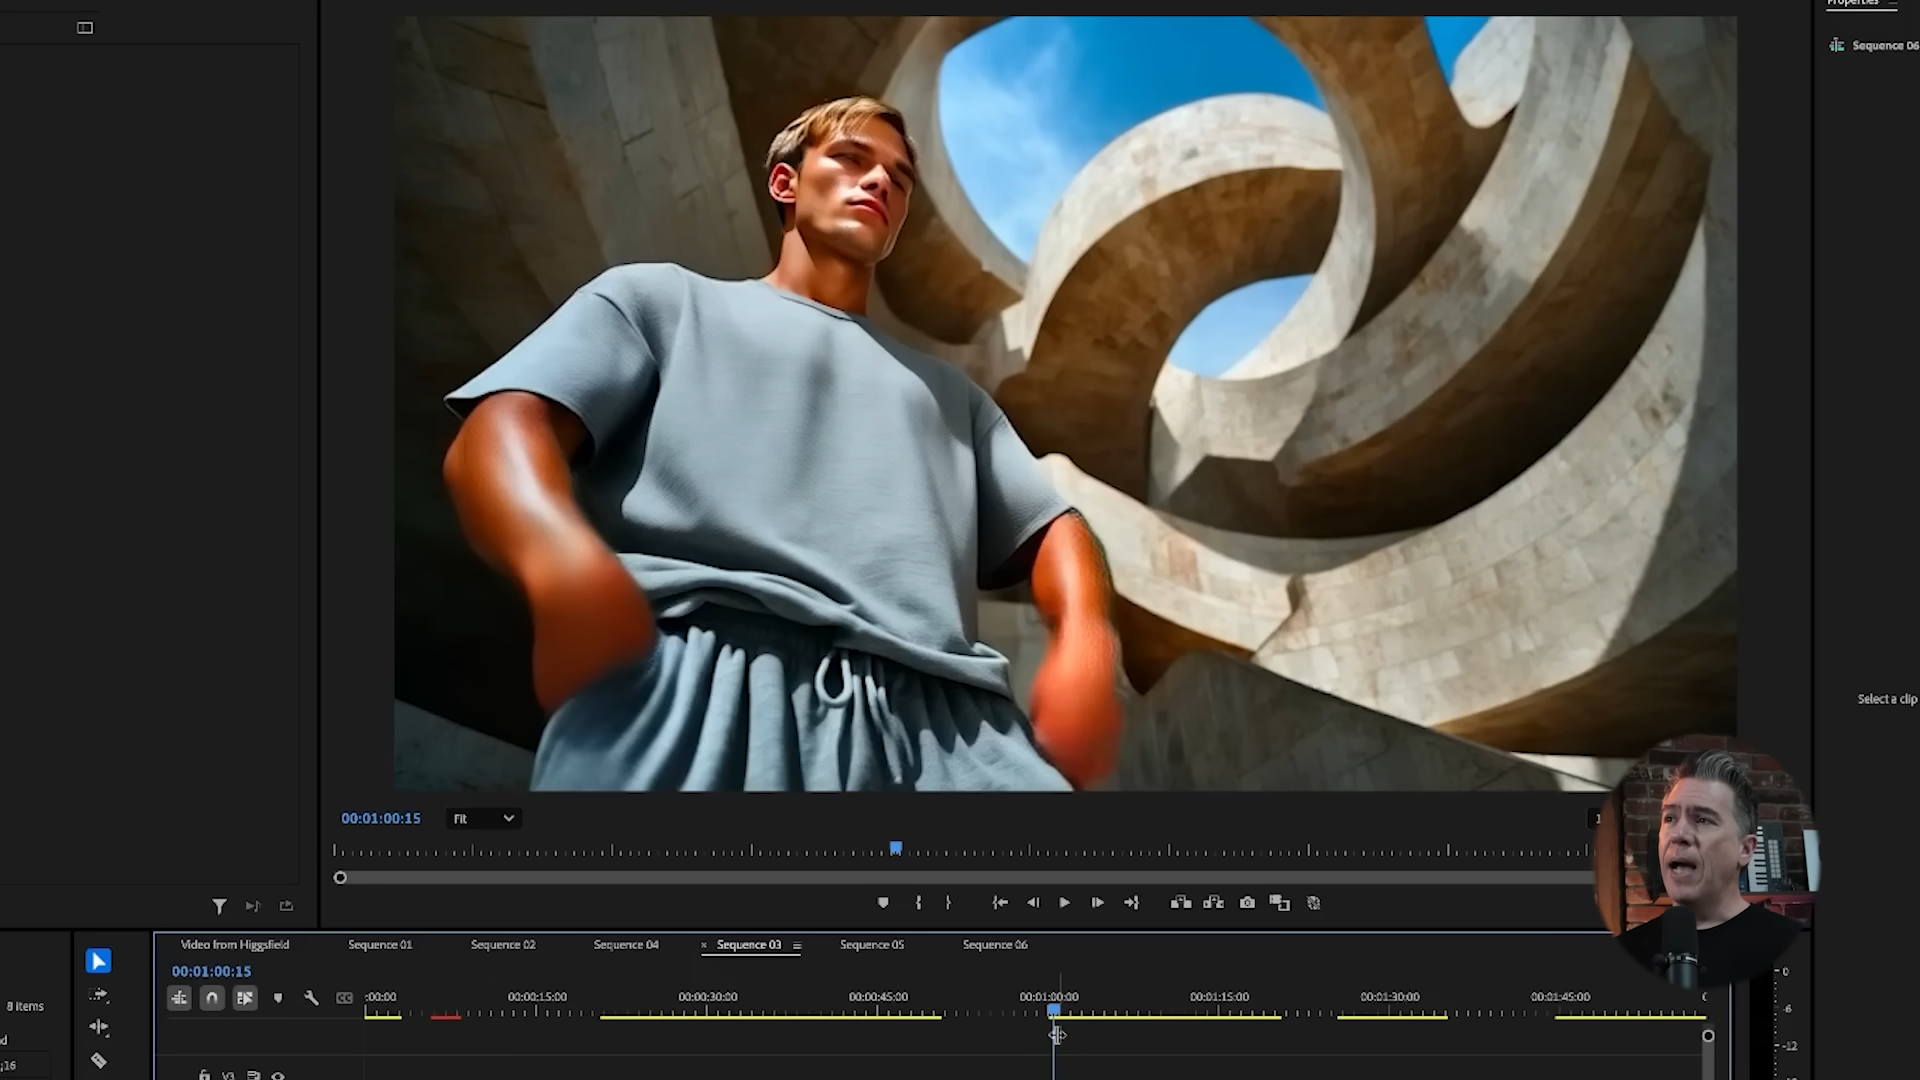 Properties
Sequence 06
Select a clip
00:01:00:15
Fit
Video from Higgsfield
Sequence 01
Sequence 02
Sequence 04
× Sequence 03
Sequence 05
Sequence 06
00:01:00:15
CC
:00:00
00:00:15:00
00:00:30:00
00:00:45:00
00:01:00:00
00:01:15:00
00:01:30:00
00:01:45:00
8 items
;16
V3
0
-6
-12